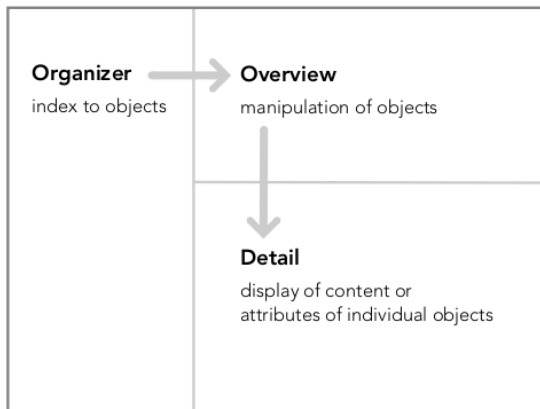 Organizer
index to objects
Overview
manipulation of objects
Detail
display of content or
attributes of individual objects